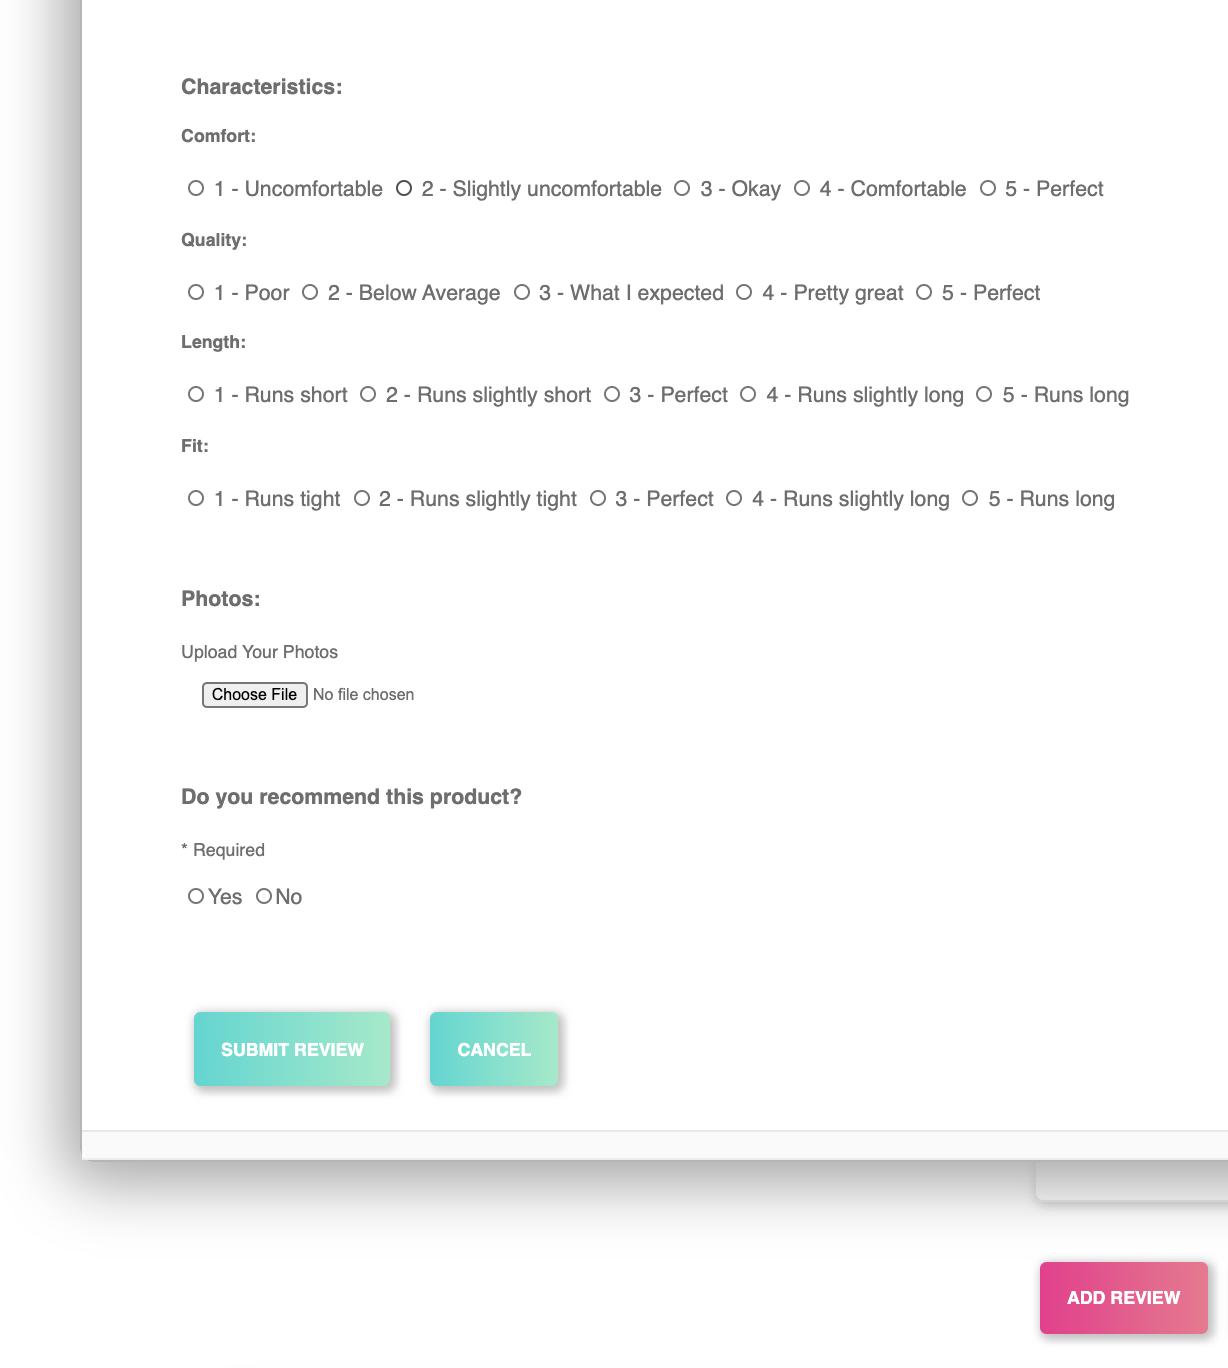 Characteristics:
Comfort:
1 - Uncomfortable 2 - Slightly uncomfortable 3 - Okay 4 - Comfortable 5 - Perfect
Quality:
1 - Poor 2 - Below Average 3 - What I expected 4 - Pretty great 5 - Perfect
Length:
1 - Runs short 2 - Runs slightly short 3 - Perfect 4 - Runs slightly long 5 - Runs long
Fit:
1 - Runs tight 2 - Runs slightly tight 3 - Perfect 4 - Runs slightly long 5 - Runs long
Photos:
Upload Your Photos
Choose File No file chosen
Do you recommend this product?
* Required
Yes No
SUBMIT REVIEW CANCEL
ADD REVIEW